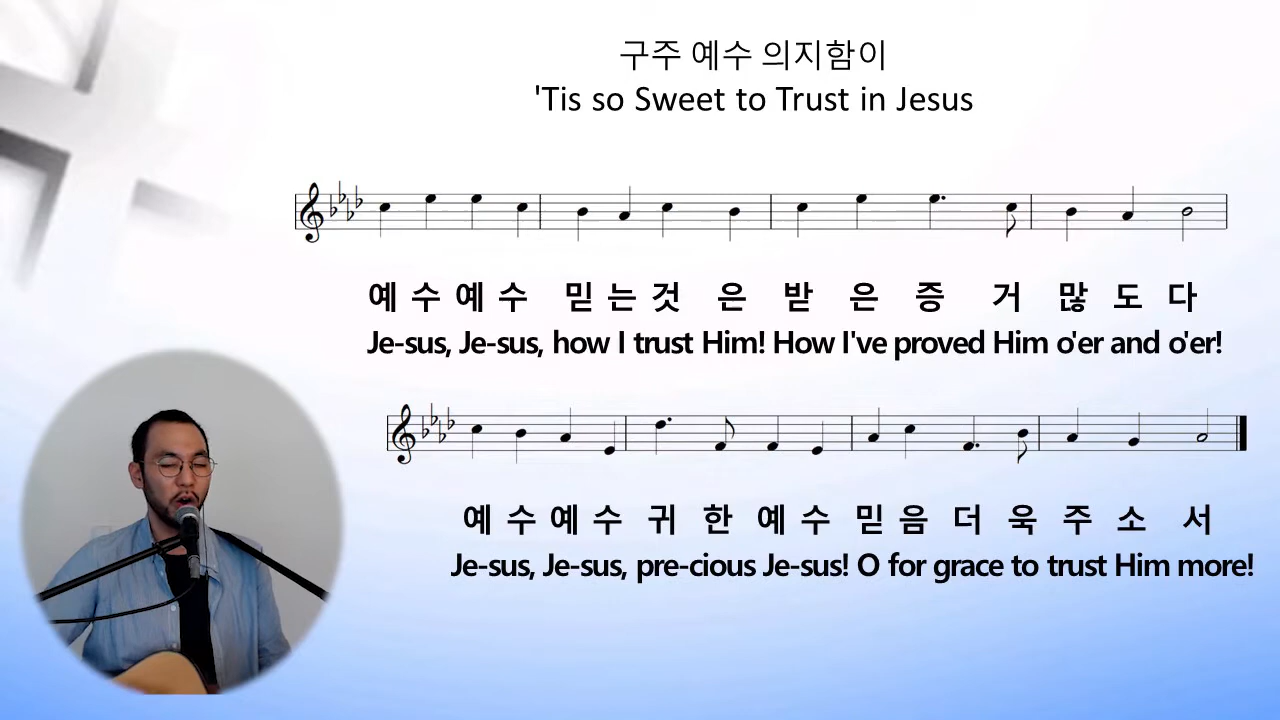 구주 예수 의지함이
'Tis so Sweet to Trust in Jesus
예 수 예 수 믿 는 것 은 받 은 증 거 많 도 다
Je-sus, Je-sus, how I trust Him! How I've proved Him o'er and o'er!
예 수 예 수 귀 한 예 수 믿 음 더 욱 주 소 서
Je-sus, Je-sus, pre-cious Je-sus! O for grace to trust Him more!